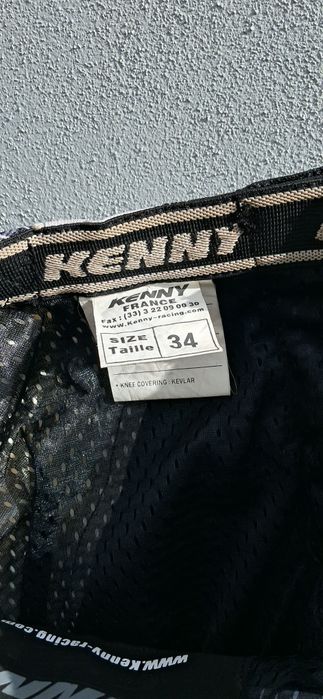 KENNY
KENNY
FRANCE
Fax : (33) 3 22 09 00 30
www.Kenny-racing.com
SIZE
Taille
34
• KNEE COVERING : KEVLAR
www.kenny-racing.com